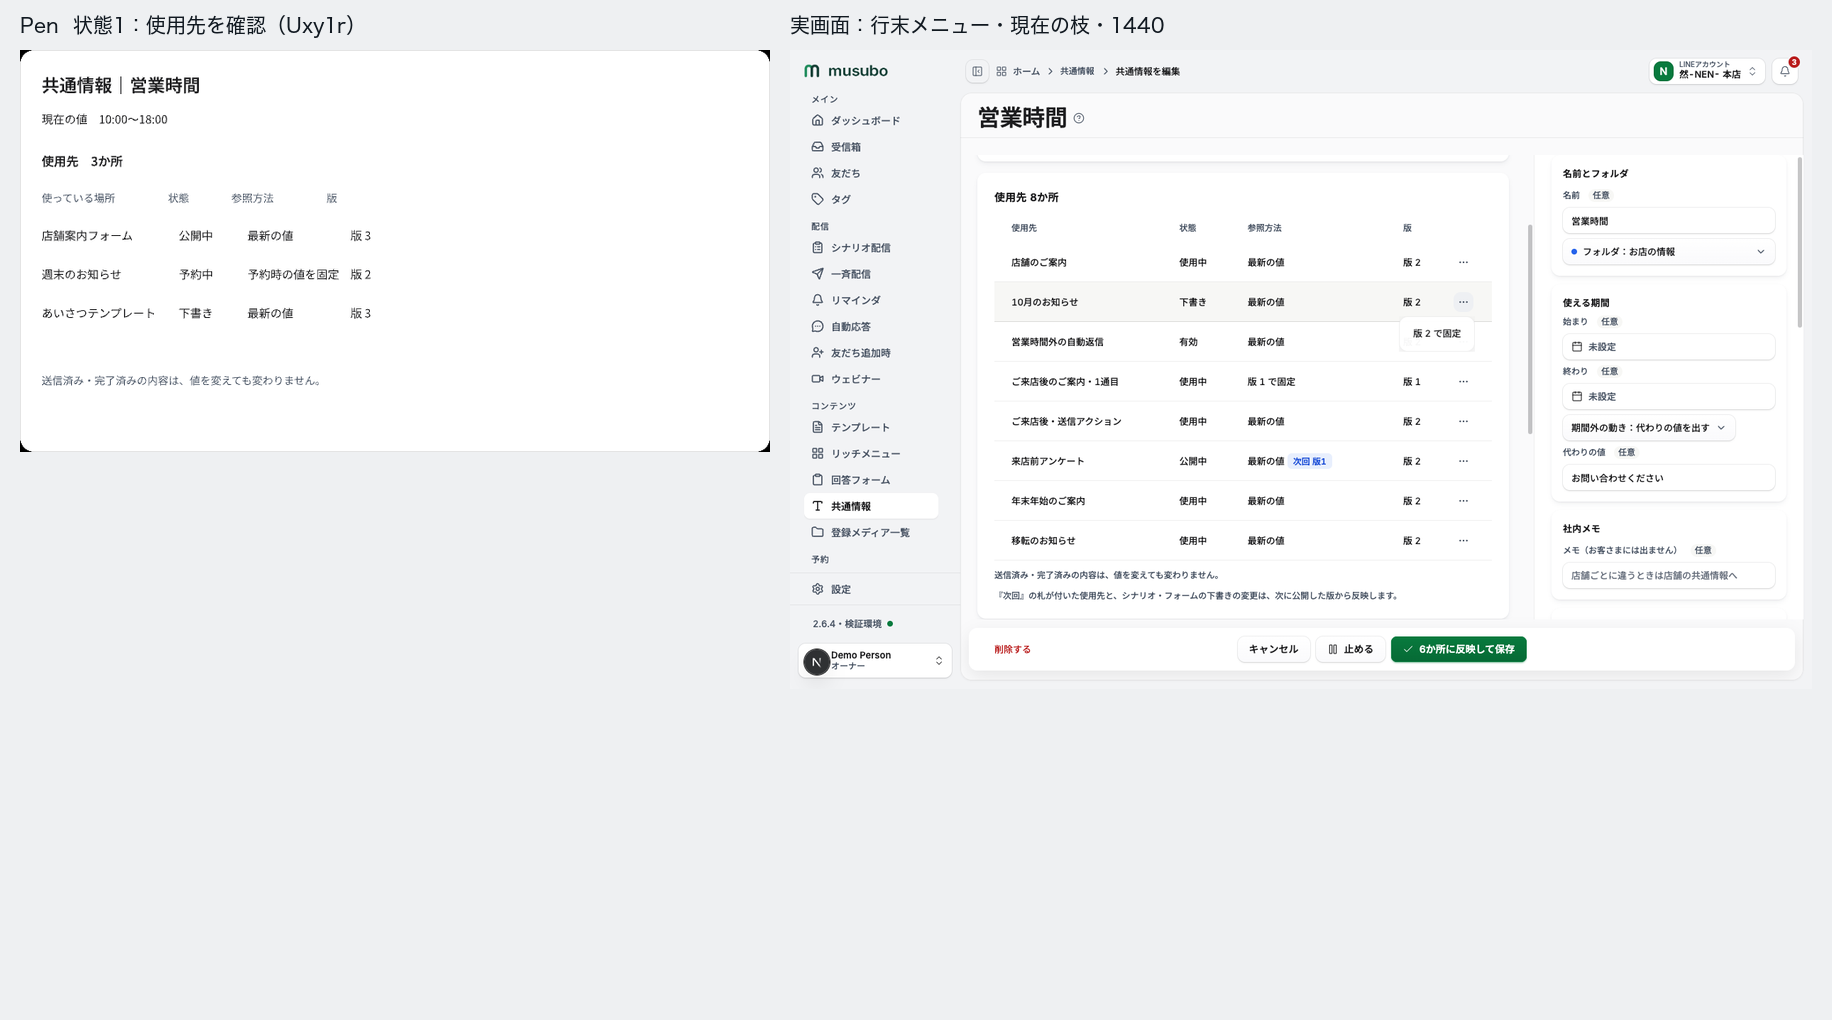 Pen 状態1：使用先を確認（Uxy1r）
共通情報｜営業時間
現在の値 10:00〜18:00
使用先 3か所
使っている場所 状態 参照方法 版
店舗案内フォーム 公開中 最新の値 版 3
週末のお知らせ 予約中 予約時の値を固定 版 2
あいさつテンプレート 下書き 最新の値 版 3
送信済み・完了済みの内容は、値を変えても変わりません。
実画面：行末メニュー・現在の枝・1440
musubo
メイン
ダッシュボード
受信箱
友だち
タグ
配信
シナリオ配信
一斉配信
リマインダ
自動応答
友だち追加時
ウェビナー
コンテンツ
テンプレート
リッチメニュー
回答フォーム
共通情報
登録メディア一覧
予約
設定
2.6.4・検証環境
N
Demo Person
オーナー
ホーム > 共通情報 > 共通情報を編集
N
LINEアカウント
然-NEN- 本店
3
営業時間
使用先 8か所
使用先 状態 参照方法 版
店舗のご案内 使用中 最新の値 版 2 …
10月のお知らせ 下書き 最新の値 版 2 …
版 2 で固定
営業時間外の自動返信 有効 最新の値
ご来店後のご案内・1通目 使用中 版 1 で固定 版 1 …
ご来店後・送信アクション 使用中 最新の値 版 2 …
来店前アンケート 公開中 最新の値 次回 版1 版 2 …
年末年始のご案内 使用中 最新の値 版 2 …
移転のお知らせ 使用中 最新の値 版 2 …
送信済み・完了済みの内容は、値を変えても変わりません。
『次回』の札が付いた使用先と、シナリオ・フォームの下書きの変更は、次に公開した版から反映します。
名前とフォルダ
名前 任意
営業時間
フォルダ：お店の情報
使える期間
始まり 任意
未設定
終わり 任意
未設定
期間外の動き：代わりの値を出す
代わりの値 任意
お問い合わせください
社内メモ
メモ（お客さまには出ません） 任意
店舗ごとに違うときは店舗の共通情報へ
削除する
キャンセル
止める
6か所に反映して保存